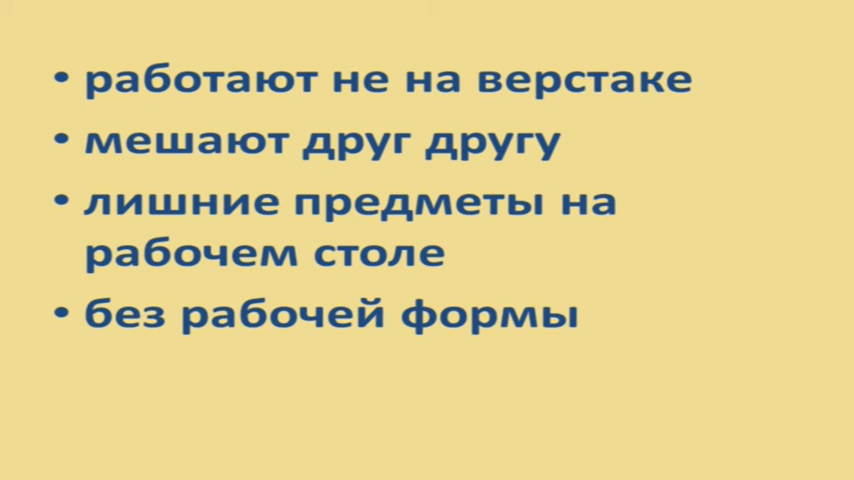 • работают не на верстаке
• мешают друг другу
• лишние предметы на
рабочем столе
• без рабочей формы